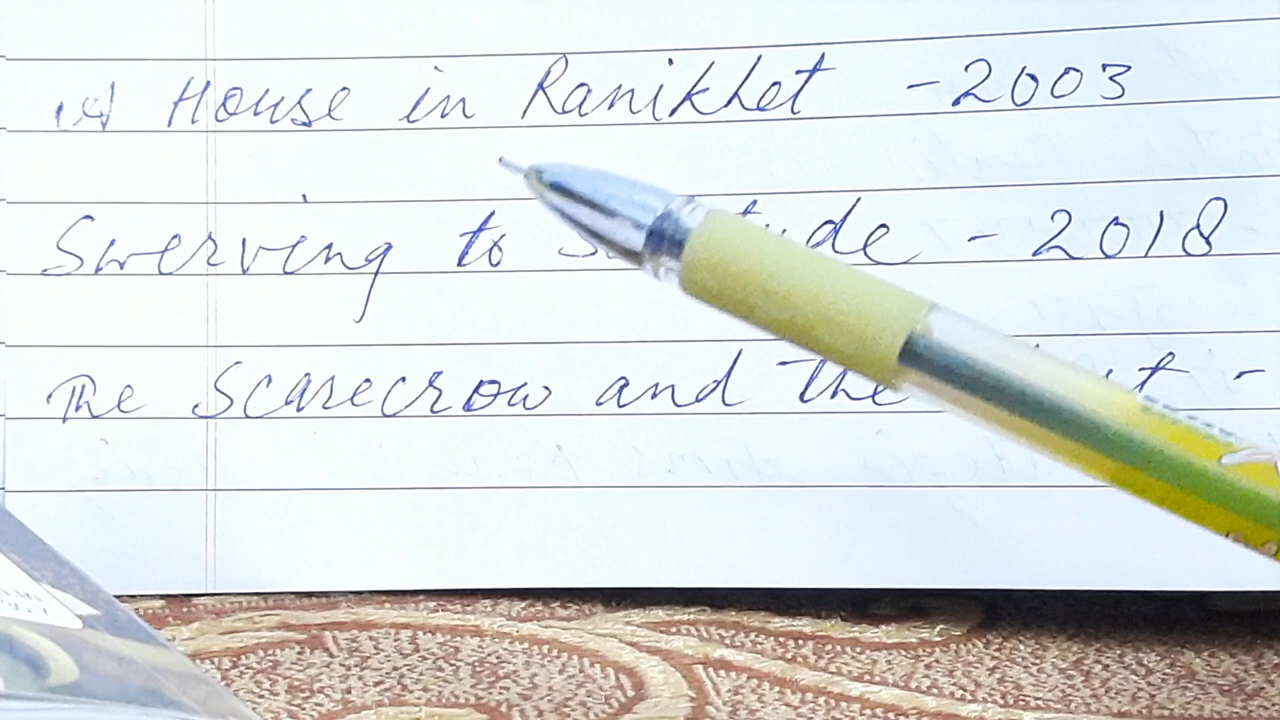 A House in Ranikhet - 2003
Swerving to - 2018
The Scarecrow and the -